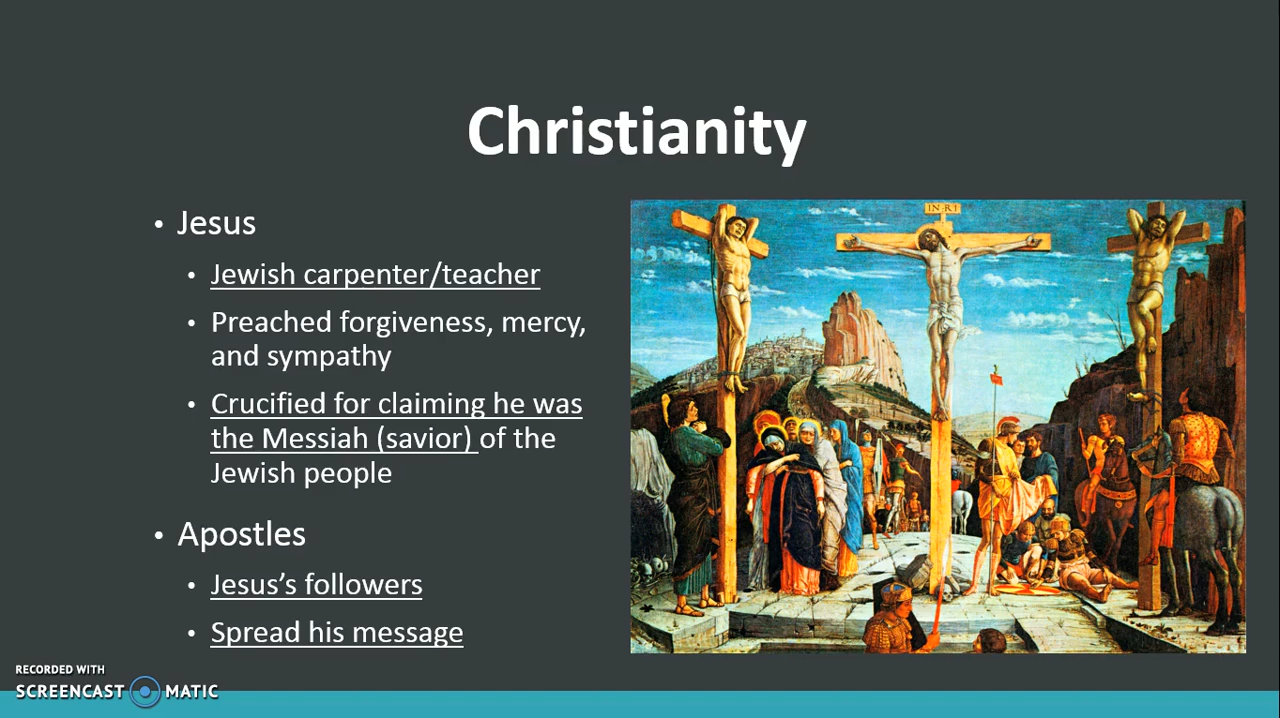 Christianity
• Jesus
• Jewish carpenter/teacher
• Preached forgiveness, mercy,
and sympathy
• Crucified for claiming he was
the Messiah (savior) of the
Jewish people
• Apostles
• Jesus's followers
• Spread his message
I·N·R·I
RECORDED WITH
SCREENCAST MATIC